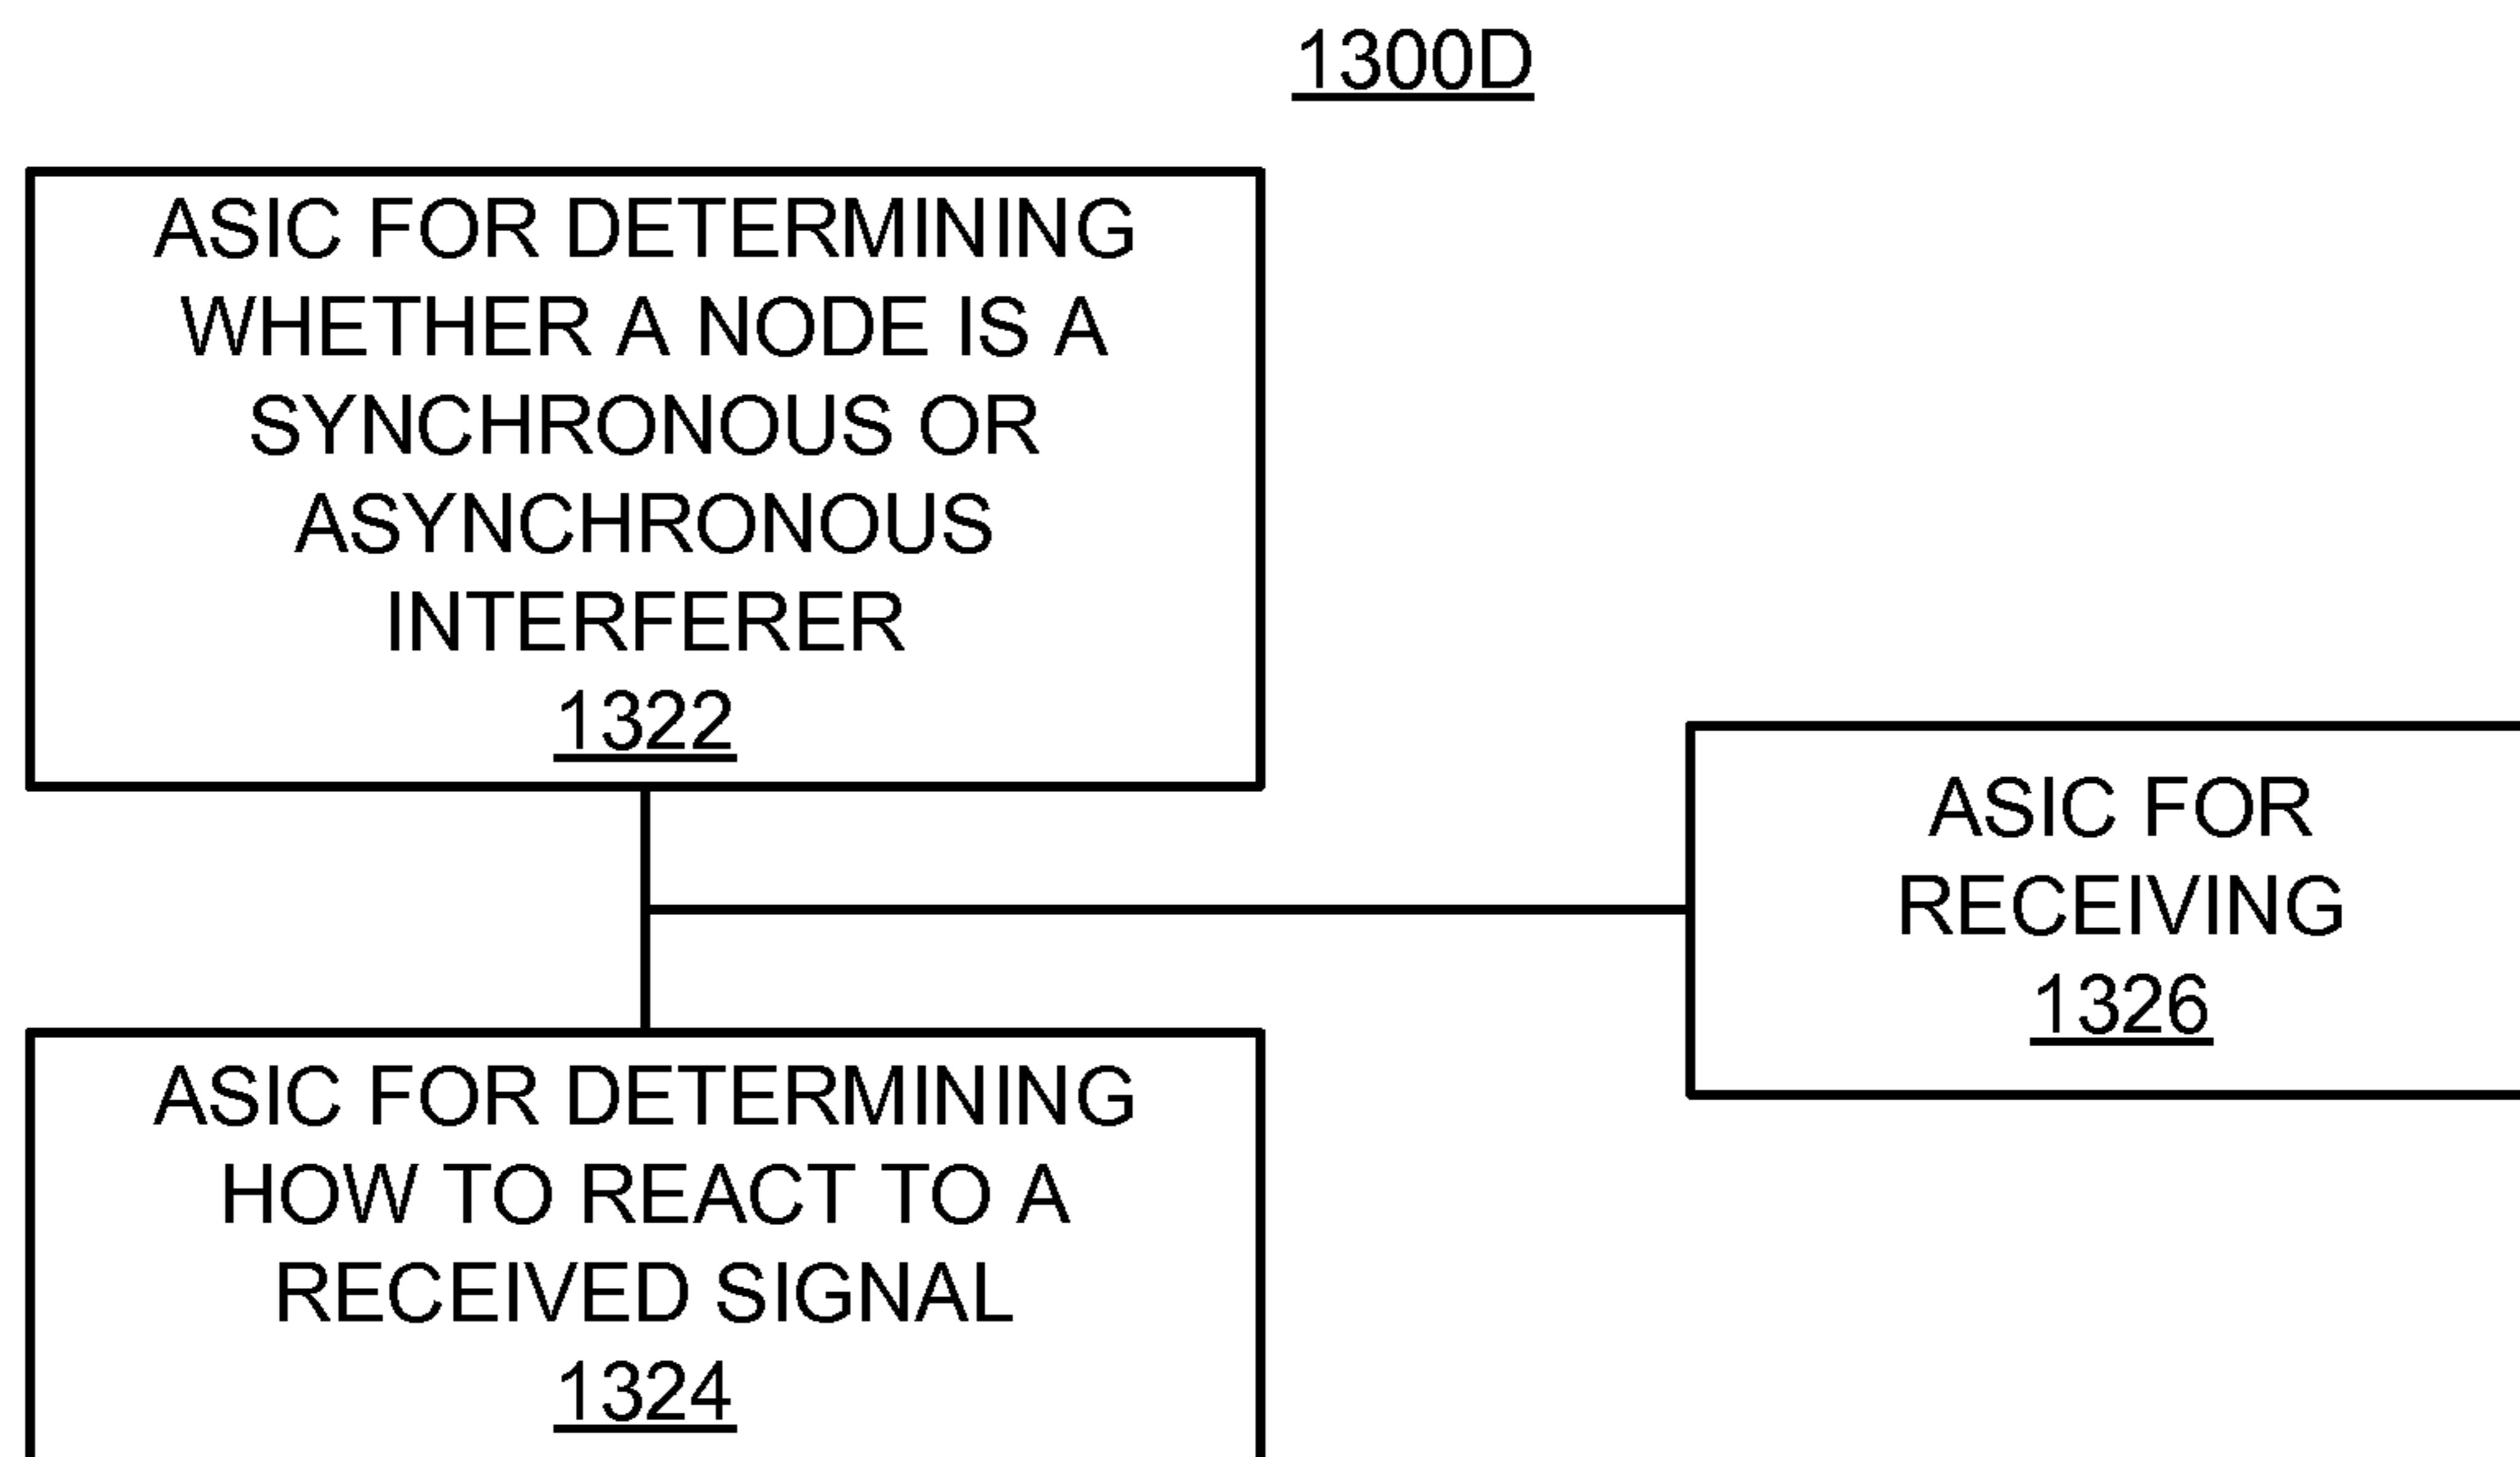 1300D
ASIC FOR DETERMINING
WHETHER A NODE IS A
SYNCHRONOUS OR
ASYNCHRONOUS
INTERFERER
1322
ASIC FOR
RECEIVING
1326
ASIC FOR DETERMINING
HOW TO REACT TO A
RECEIVED SIGNAL
1324